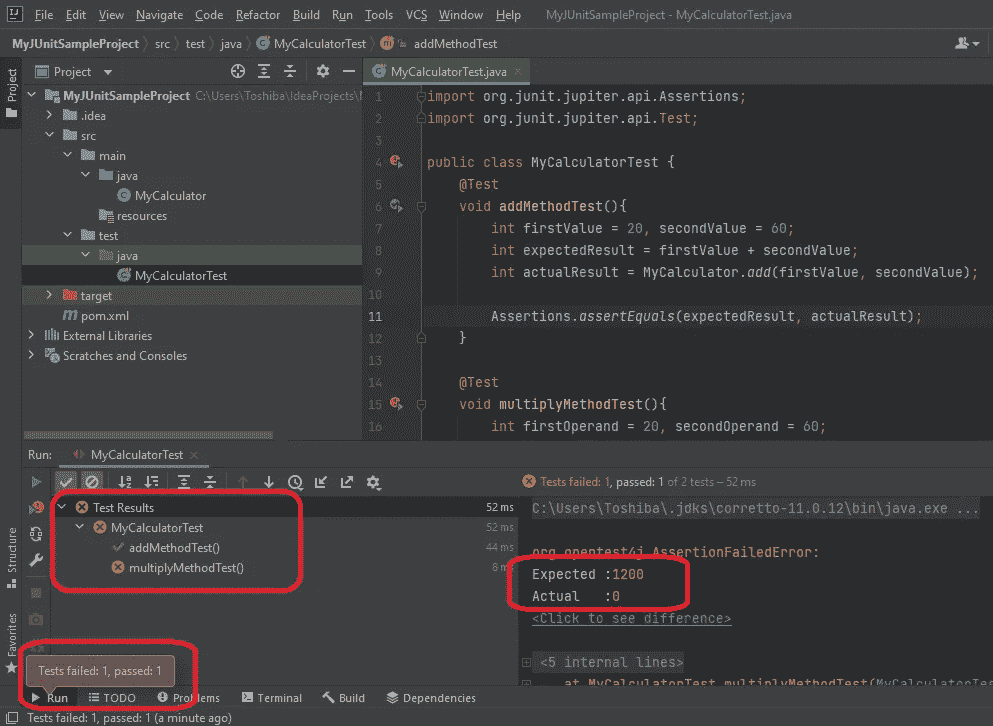 File Edit View Navigate Code Refactor Build Run Tools VCS Window Help MyJUnitSampleProject - MyCalculatorTest.java
MyJUnitSampleProject src test java MyCalculatorTest addMethodTest
Project
Project
MyJUnitSampleProject C:\Users\Toshiba\IdeaProjects\
.idea
src
main
java
MyCalculator
resources
test
java
MyCalculatorTest
target
pom.xml
External Libraries
Scratches and Consoles
MyCalculatorTest.java
1 import org.junit.jupiter.api.Assertions;
2 import org.junit.jupiter.api.Test;
3
4 public class MyCalculatorTest {
5 @Test
6 void addMethodTest(){
7 int firstValue = 20, secondValue = 60;
8 int expectedResult = firstValue + secondValue;
9 int actualResult = MyCalculator.add(firstValue, secondValue);
10
11 Assertions.assertEquals(expectedResult, actualResult);
12 }
13
14 @Test
15 void multiplyMethodTest(){
16 int firstOperand = 20, secondOperand = 60;
Run: MyCalculatorTest
Tests failed: 1, passed: 1 of 2 tests – 52 ms
Test Results 52 ms
MyCalculatorTest 52 ms
addMethodTest() 44 ms
multiplyMethodTest() 8 ms
C:\Users\Toshiba\.jdks\corretto-11.0.12\bin\java.exe ...
org.opentest4j.AssertionFailedError:
Expected :1200
Actual :0
<Click to see difference>
<5 internal lines>
at MyCalculatorTest.multiplyMethodTest(MyCalculatorTest
Structure
Favorites
Tests failed: 1, passed: 1
Run TODO Problems Terminal Build Dependencies
Tests failed: 1, passed: 1 (a minute ago)